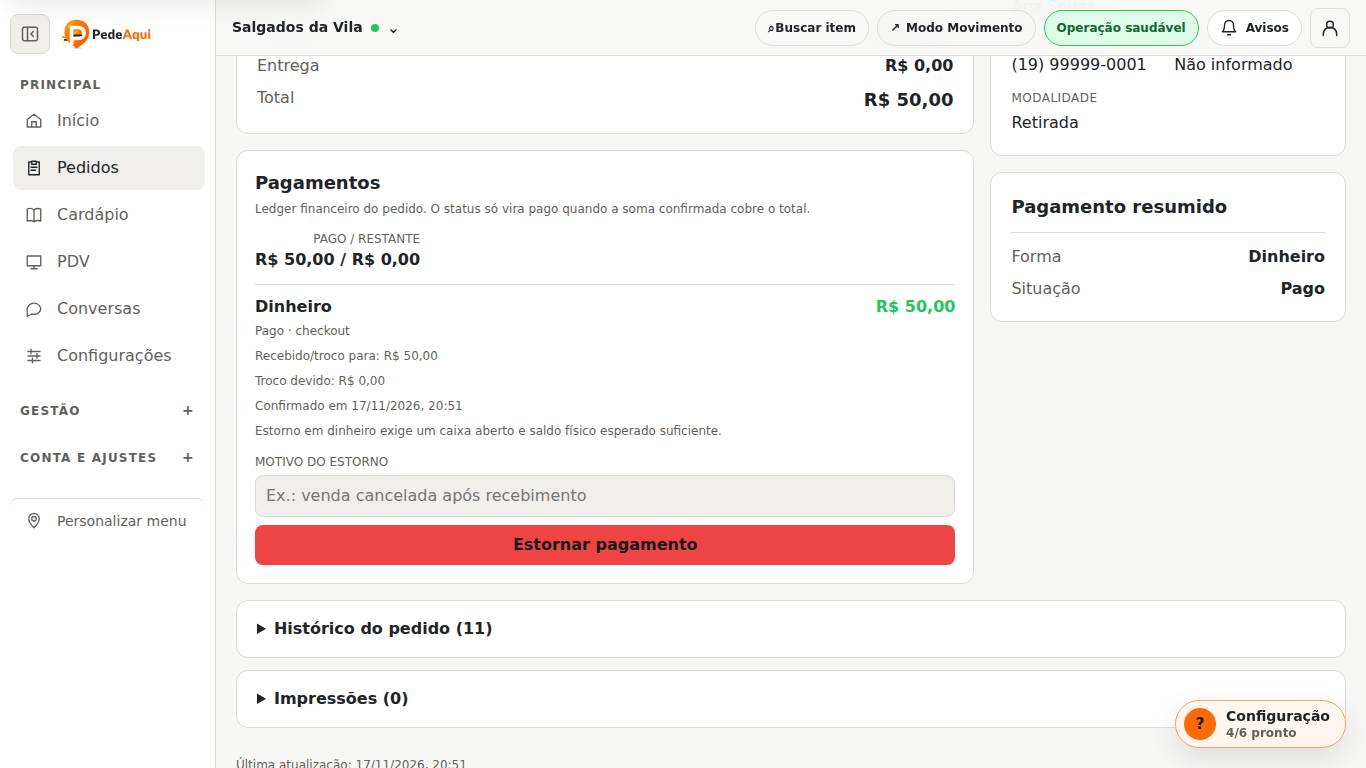 PedeAqui
PRINCIPAL
Início
Pedidos
Cardápio
PDV
Conversas
Configurações
GESTÃO +
CONTA E AJUSTES +
Personalizar menu
Salgados da Vila
Buscar item
↗ Modo Movimento
Operação saudável
Avisos
Entrega R$ 0,00
Total R$ 50,00
Pagamentos
Ledger financeiro do pedido. O status só vira pago quando a soma confirmada cobre o total.
PAGO / RESTANTE
R$ 50,00 / R$ 0,00
Dinheiro R$ 50,00
Pago · checkout
Recebido/troco para: R$ 50,00
Troco devido: R$ 0,00
Confirmado em 17/11/2026, 20:51
Estorno em dinheiro exige um caixa aberto e saldo físico esperado suficiente.
MOTIVO DO ESTORNO
Ex.: venda cancelada após recebimento
Estornar pagamento
(19) 99999-0001 Não informado
MODALIDADE
Retirada
Pagamento resumido
Forma Dinheiro
Situação Pago
Histórico do pedido (11)
Impressões (0)
Última atualização: 17/11/2026, 20:51
?
Configuração
4/6 pronto